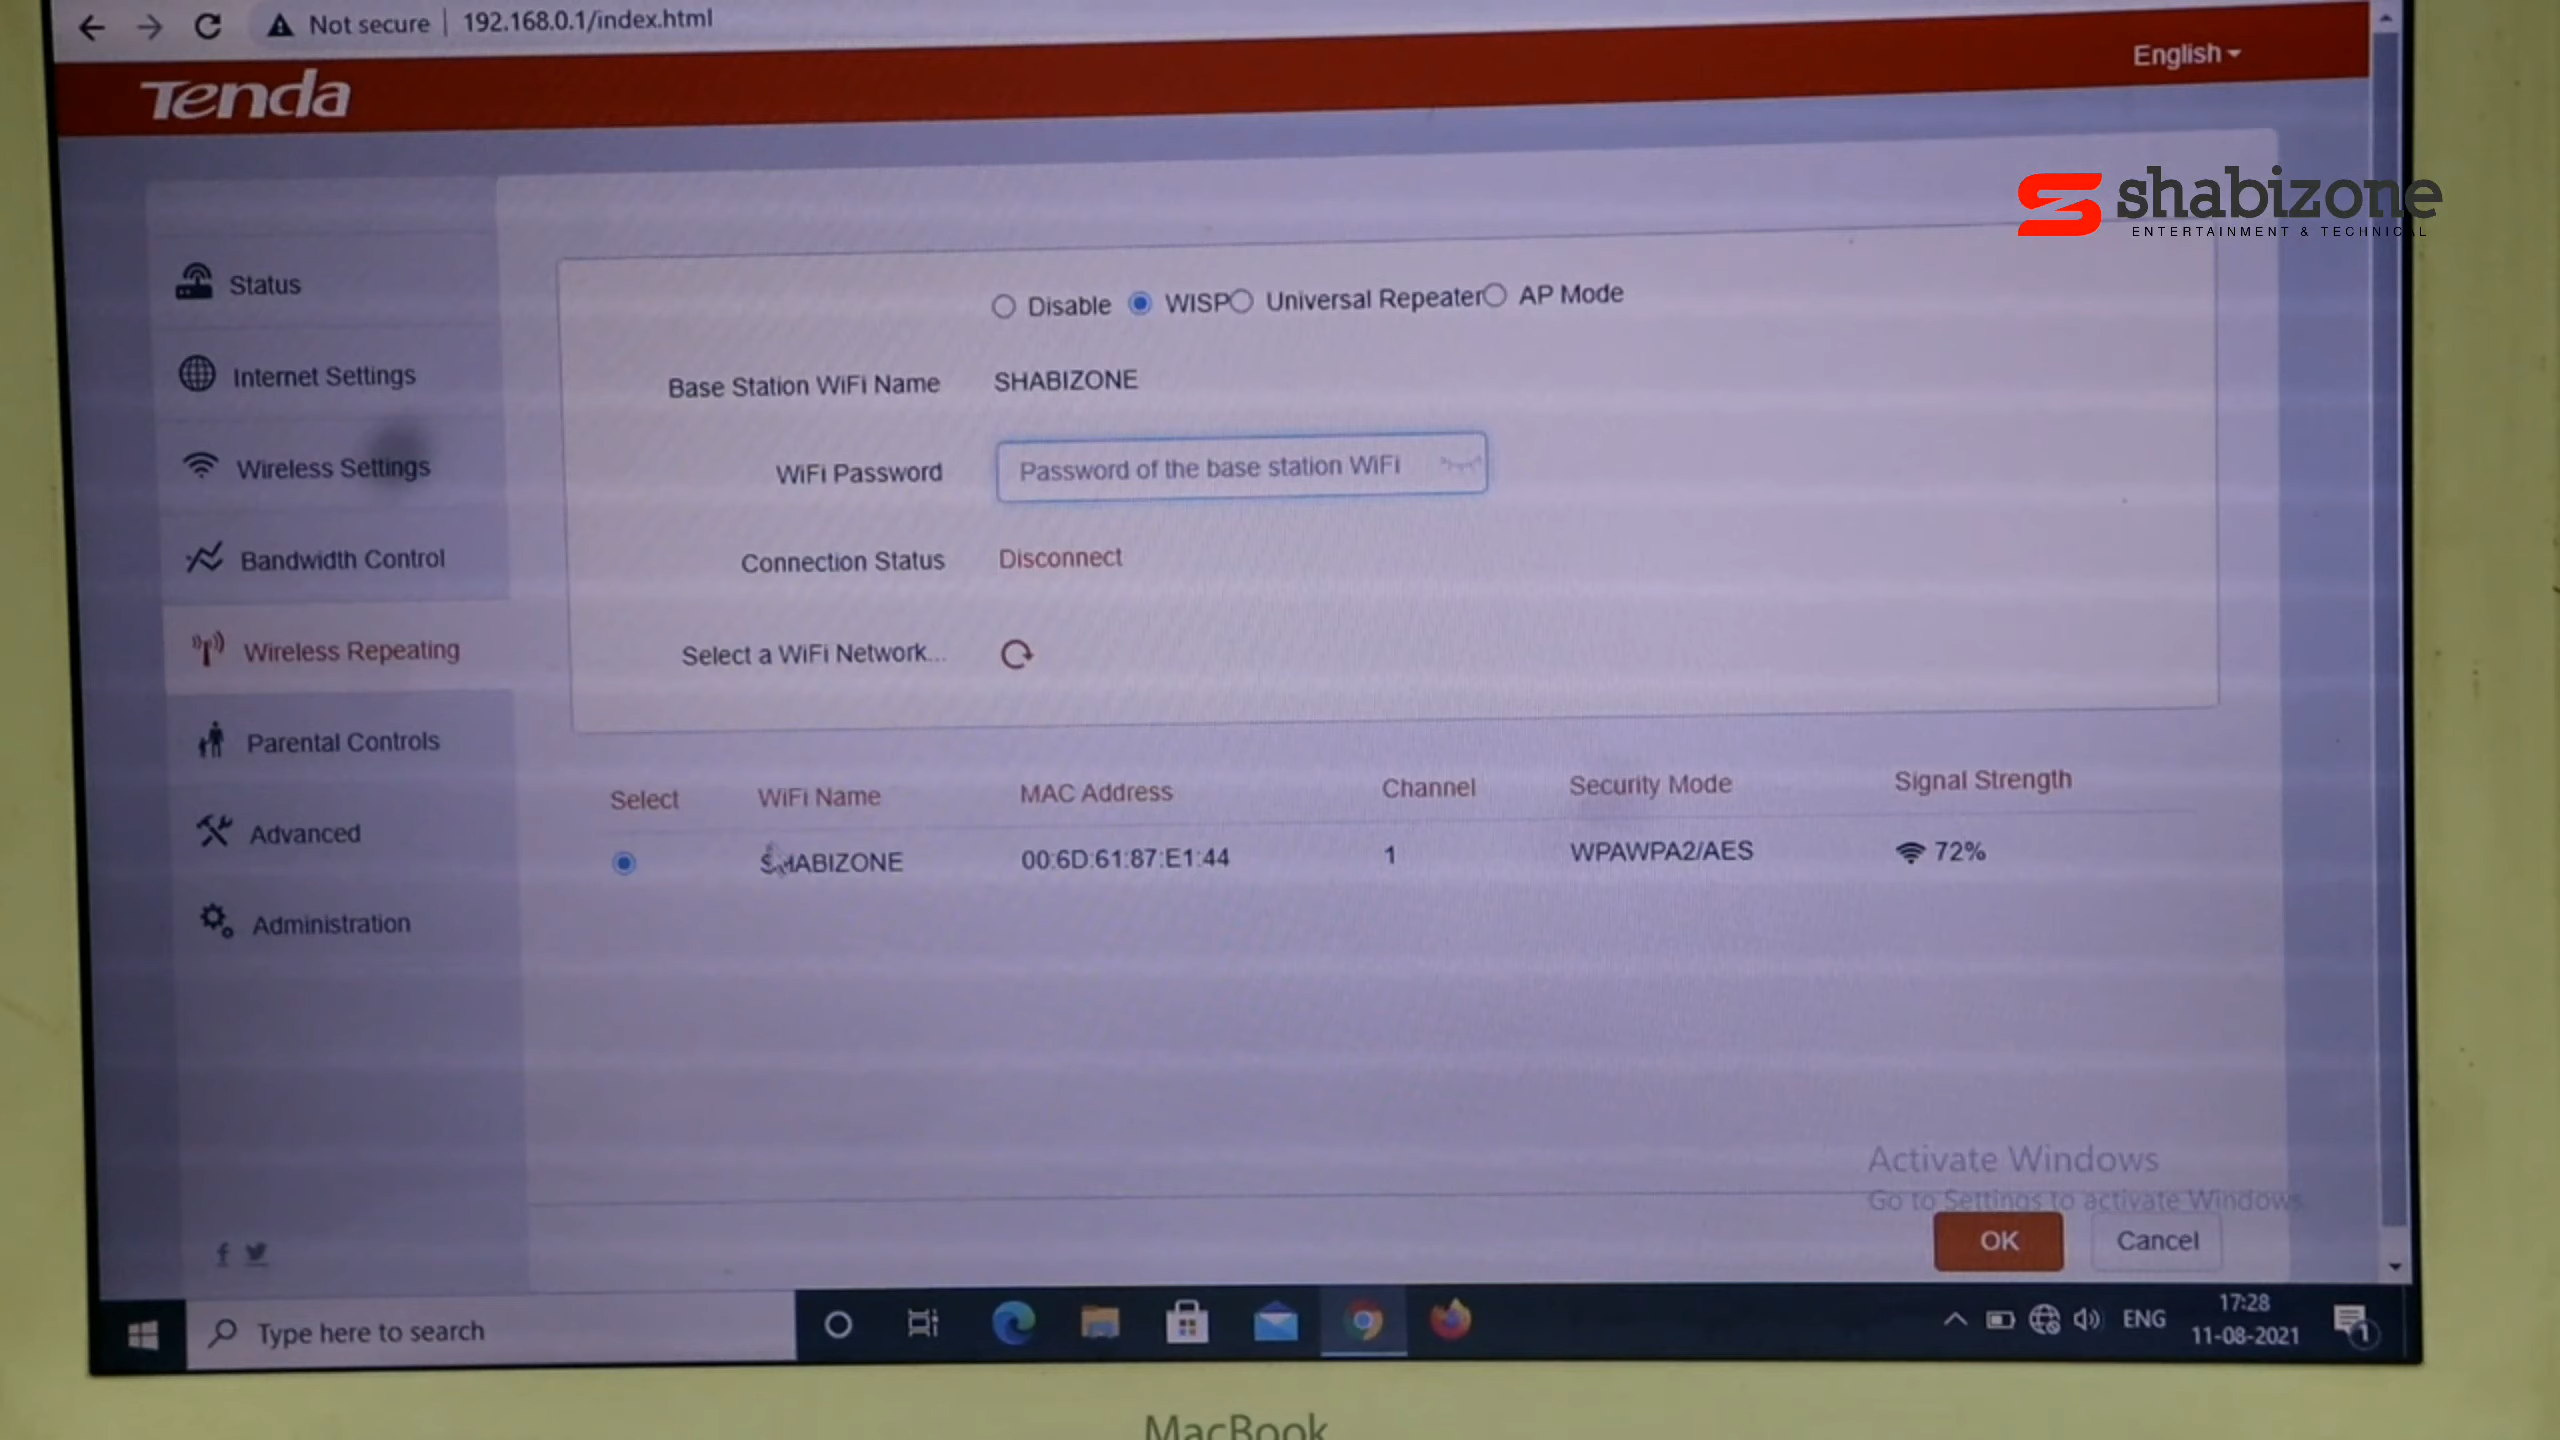 Not secure | 192.168.0.1/index.html
Tenda
English
shabizone
ENTERTAINMENT & TECHNICAL
Status
Internet Settings
Wireless Settings
Bandwidth Control
Wireless Repeating
Parental Controls
Advanced
Administration
Disable WISP Universal Repeater AP Mode
Base Station WiFi Name SHABIZONE
WiFi Password Password of the base station WiFi
Connection Status Disconnect
Select a WiFi Network...
Select WiFi Name MAC Address Channel Security Mode Signal Strength
SHABIZONE 00:6D:61:87:E1:44 1 WPAWPA2/AES 72%
Activate Windows
Go to Settings to activate Windows.
OK Cancel
Type here to search
ENG
17:28
11-08-2021
1
MacBook